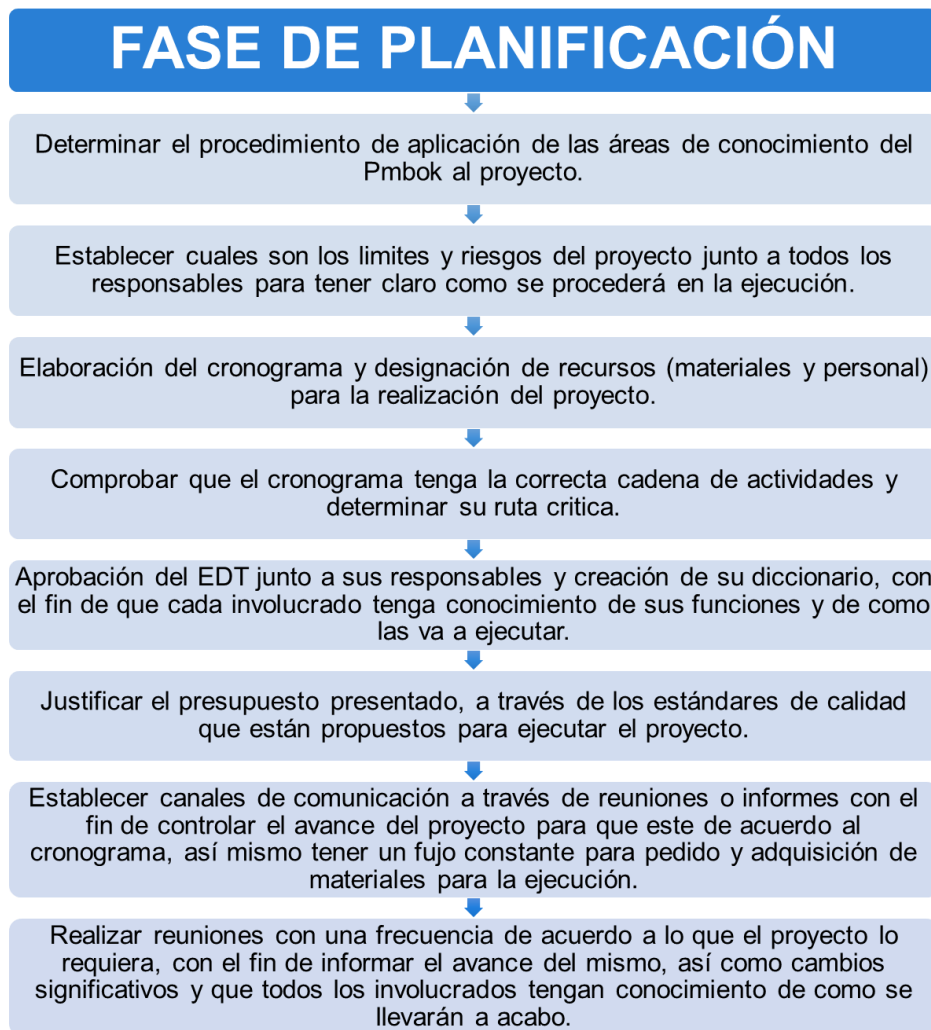 FASE DE PLANIFICACIÓN
Determinar el procedimiento de aplicación de las áreas de conocimiento del
Pmbok al proyecto.
Establecer cuales son los limites y riesgos del proyecto junto a todos los
responsables para tener claro como se procederá en la ejecución.
Elaboración del cronograma y designación de recursos (materiales y personal)
para la realización del proyecto.
Comprobar que el cronograma tenga la correcta cadena de actividades y
determinar su ruta critica.
Aprobación del EDT junto a sus responsables y creación de su diccionario, con
el fin de que cada involucrado tenga conocimiento de sus funciones y de como
las va a ejecutar.
Justificar el presupuesto presentado, a través de los estándares de calidad
que están propuestos para ejecutar el proyecto.
Establecer canales de comunicación a través de reuniones o informes con el
fin de controlar el avance del proyecto para que este de acuerdo al
cronograma, así mismo tener un fujo constante para pedido y adquisición de
materiales para la ejecución.
Realizar reuniones con una frecuencia de acuerdo a lo que el proyecto lo
requiera, con el fin de informar el avance del mismo, así como cambios
significativos y que todos los involucrados tengan conocimiento de como se
llevarán a acabo.